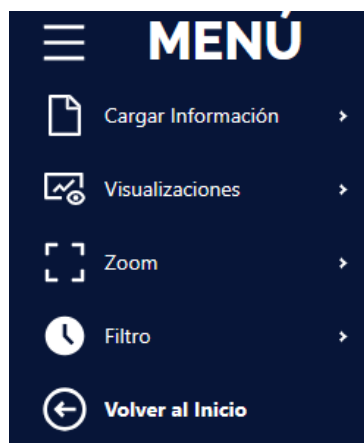 MENÚ
Cargar Información
Visualizaciones
Zoom
Filtro
Volver al Inicio